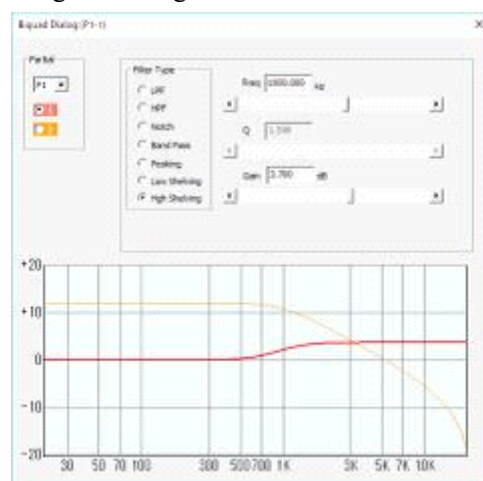 Biquad Dialog (P1-1)
Partial
P1
1
Filter Type
LPF
HPF
Notch
Band Pass
Peaking
Low Shelving
High Shelving
Freq 1000.000 Hz
Q
Gain 3.700 dB
+20
+10
0
-10
-20
30 50 70 100 300 500 700 1K 3K 5K 7K 10K